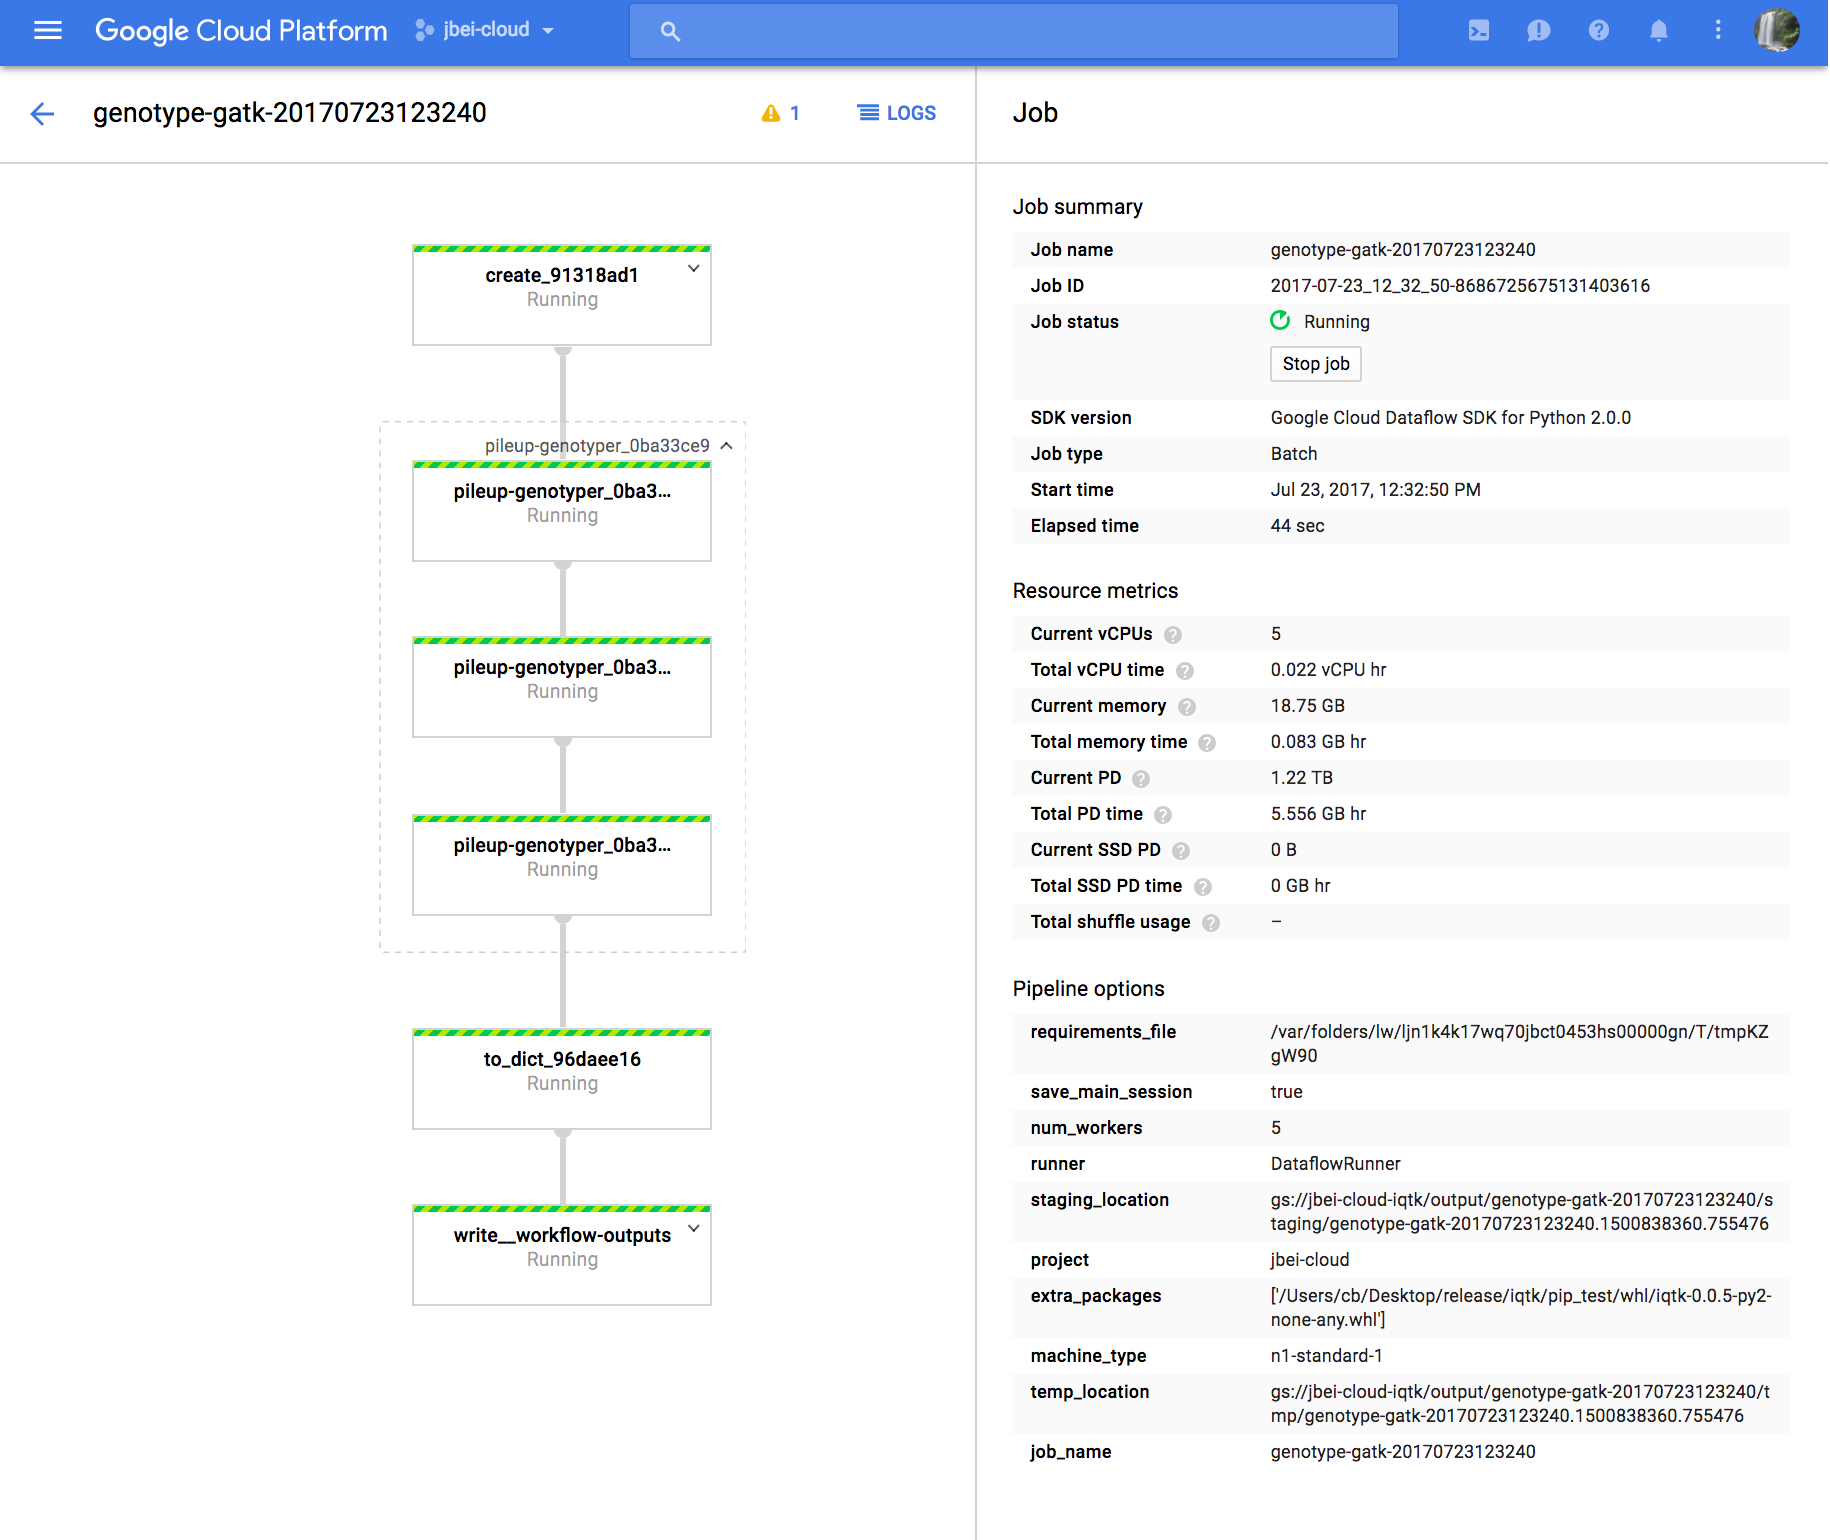 Google Cloud Platform
jbei-cloud
genotype-gatk-20170723123240
1
LOGS
create_91318ad1
Running
pileup-genotyper_0ba33ce9
pileup-genotyper_0ba3...
Running
pileup-genotyper_0ba3...
Running
pileup-genotyper_0ba3...
Running
to_dict_96daee16
Running
write__workflow-outputs
Running
Job
Job summary
Job name genotype-gatk-20170723123240
Job ID 2017-07-23_12_32_50-8686725675131403616
Job status Running
Stop job
SDK version Google Cloud Dataflow SDK for Python 2.0.0
Job type Batch
Start time Jul 23, 2017, 12:32:50 PM
Elapsed time 44 sec
Resource metrics
Current vCPUs ? 5
Total vCPU time ? 0.022 vCPU hr
Current memory ? 18.75 GB
Total memory time ? 0.083 GB hr
Current PD ? 1.22 TB
Total PD time ? 5.556 GB hr
Current SSD PD ? 0 B
Total SSD PD time ? 0 GB hr
Total shuffle usage ? –
Pipeline options
requirements_file /var/folders/lw/ljn1k4k17wq70jbct0453hs00000gn/T/tmpKZ
gW90
save_main_session true
num_workers 5
runner DataflowRunner
staging_location gs://jbei-cloud-iqtk/output/genotype-gatk-20170723123240/s
taging/genotype-gatk-20170723123240.1500838360.755476
project jbei-cloud
extra_packages ['/Users/cb/Desktop/release/iqtk/pip_test/whl/iqtk-0.0.5-py2-
none-any.whl']
machine_type n1-standard-1
temp_location gs://jbei-cloud-iqtk/output/genotype-gatk-20170723123240/t
mp/genotype-gatk-20170723123240.1500838360.755476
job_name genotype-gatk-20170723123240